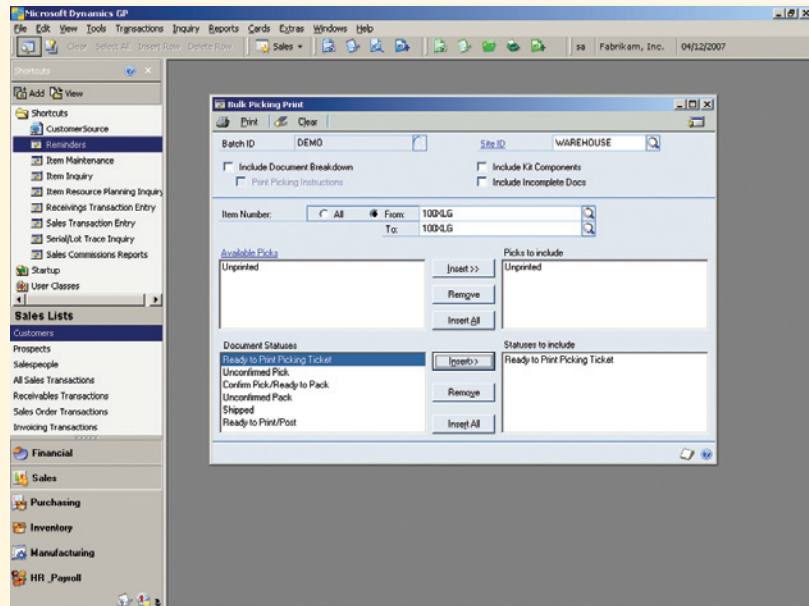 Microsoft Dynamics GP
File Edit View Tools Transactions Inquiry Reports Cards Extras Windows Help
Clear Select All Insert Row Delete Row Sales sa Fabrikam, Inc. 04/12/2007
Shortcuts
Add View
Shortcuts
CustomerSource
Reminders
Item Maintenance
Item Inquiry
Item Resource Planning Inquiry
Receivings Transaction Entry
Sales Transaction Entry
Serial/Lot Trace Inquiry
Sales Commissions Reports
Startup
User Classes
Sales Lists
Customers
Prospects
Salespeople
All Sales Transactions
Receivables Transactions
Sales Order Transactions
Invoicing Transactions
Financial
Sales
Purchasing
Inventory
Manufacturing
HR _Payroll
Bulk Picking Print
Print Clear
Batch ID DEMO Site ID WAREHOUSE
Include Document Breakdown Include Kit Components
Print Picking Instructions Include Incomplete Docs
Item Number: All From: 100XLG
To: 100XLG
Available Picks Picks to include
Unprinted Insert >> Unprinted
Remove
Insert All
Document Statuses Statuses to include
Ready to Print Picking Ticket Insert>> Ready to Print Picking Ticket
Unconfirmed Pick
Confirm Pick/Ready to Pack
Unconfirmed Pack Remove
Shipped
Ready to Print/Post Insert All